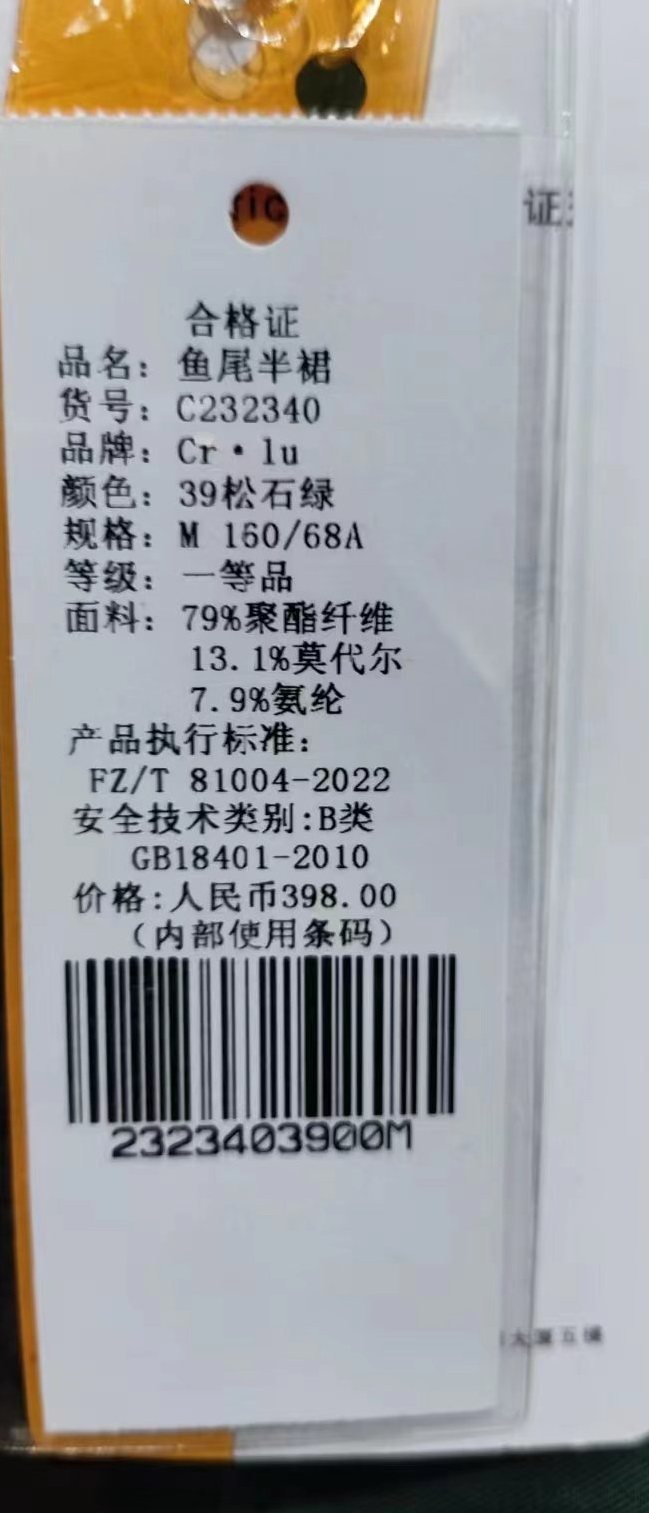 合格证
品名：鱼尾半裙
货号：C232340
品牌：Cr·lu
颜色：39松石绿
规格：M 160/68A
等级：一等品
面料：79%聚酯纤维
13.1%莫代尔
7.9%氨纶
产品执行标准：
FZ/T 81004-2022
安全技术类别:B类
GB18401-2010
价格:人民币398.00
（内部使用条码）
2323403900M
证